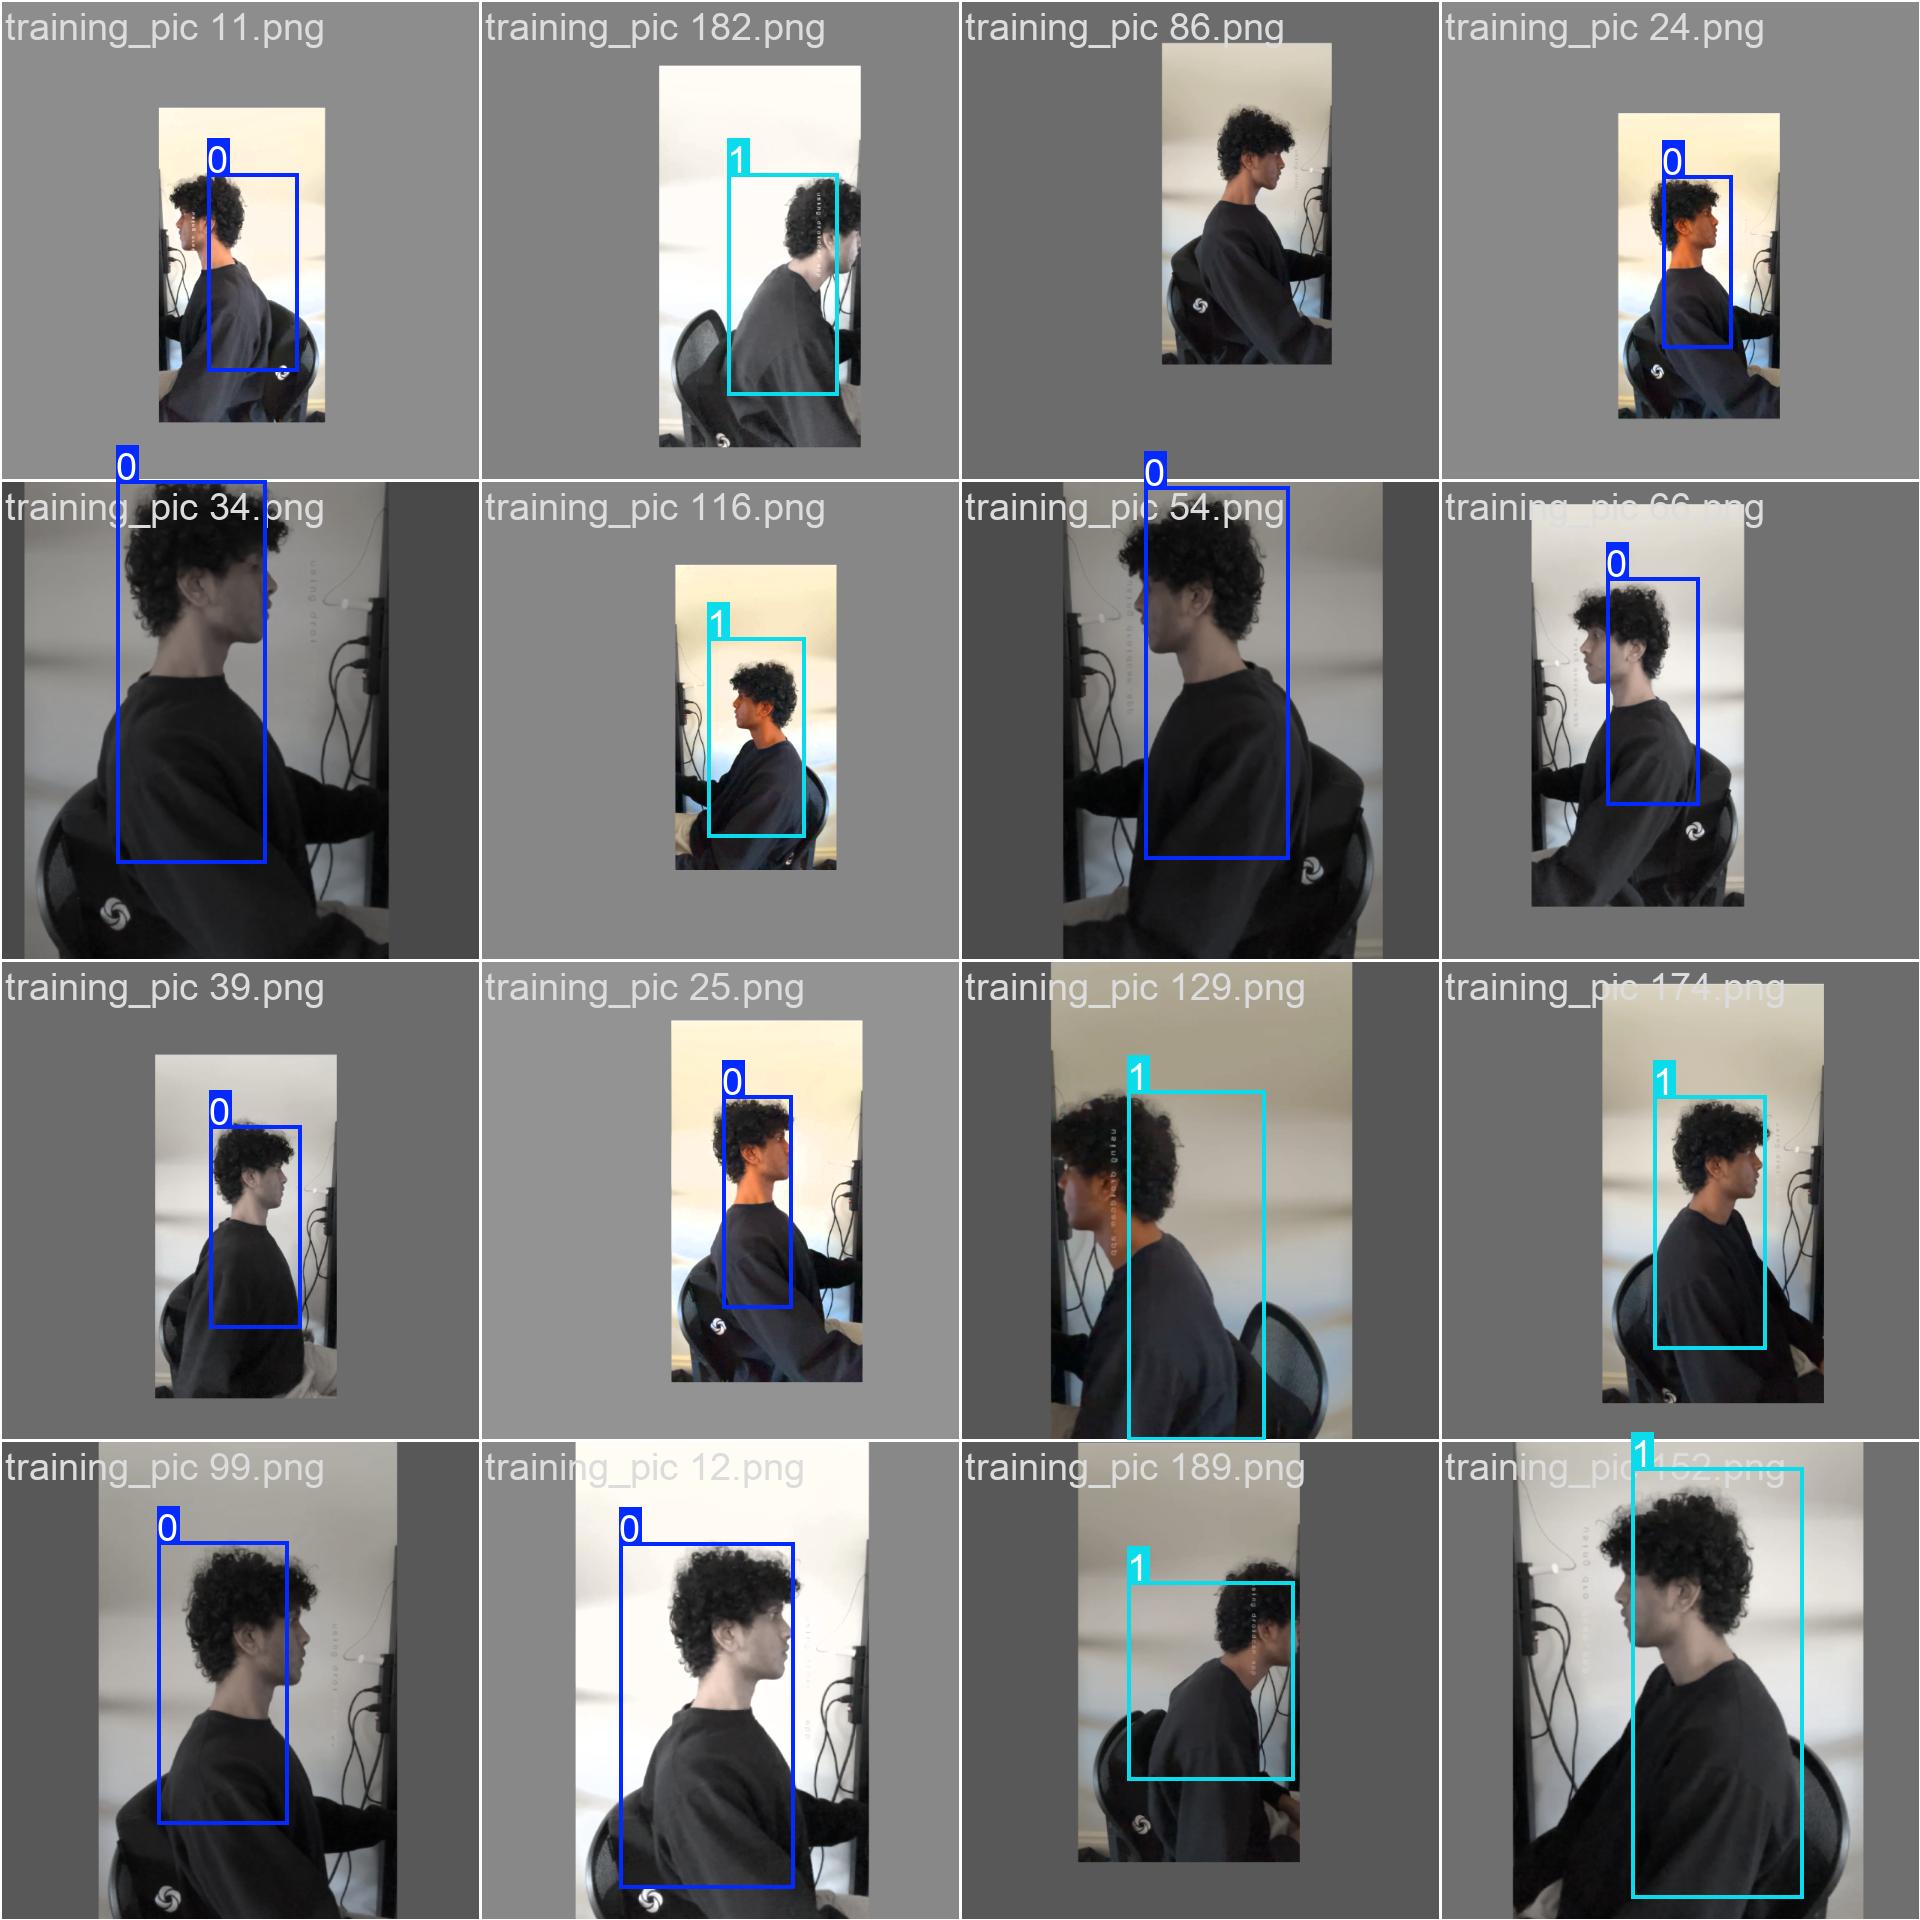 training_pic 11.png
training_pic 182.png
training_pic 86.png
training_pic 24.png
0
1
0
training_pic 34.png
training_pic 116.png
training_pic 54.png
training_pic 66.png
0
1
0
0
using droi
training_pic 39.png
training_pic 25.png
training_pic 129.png
training_pic 174.png
0
0
1
1
training_pic 99.png
training_pic 12.png
training_pic 189.png
training_pic 152.png
0
0
1
1